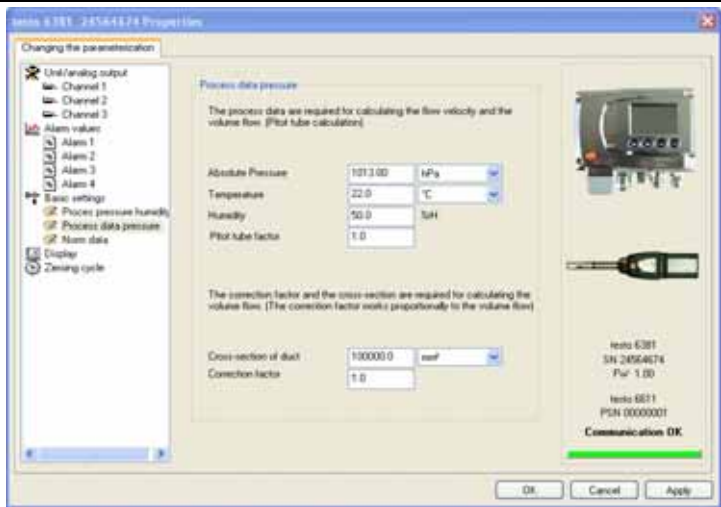 testo 6381 24564674 Properties
Changing the parameterization
Unit/analog output
Channel 1
Channel 2
Channel 3
Alarm values
Alarm 1
Alarm 2
Alarm 3
Alarm 4
Basic settings
Proces pressure humidity
Process data pressure
Norm data
Display
Zeroing cycle
Process data pressure
The process data are required for calculating the flow velocity and the
volume flow. (Pitot tube calculation)
Absolute Pressure 1013.00 hPa
Temperature 22.0 °C
Humidity 50.0 %rH
Pitot tube factor 1.0
The correction factor and the cross-section are required for calculating the
volume flow. (The correction factor works proportionally to the volume flow)
Cross-section of duct 100000.0 mm²
Correction factor 1.0
testo 6381
SN 24564674
FW 1.00
testo 6611
PSN 00000001
Communication OK
OK
Cancel
Apply